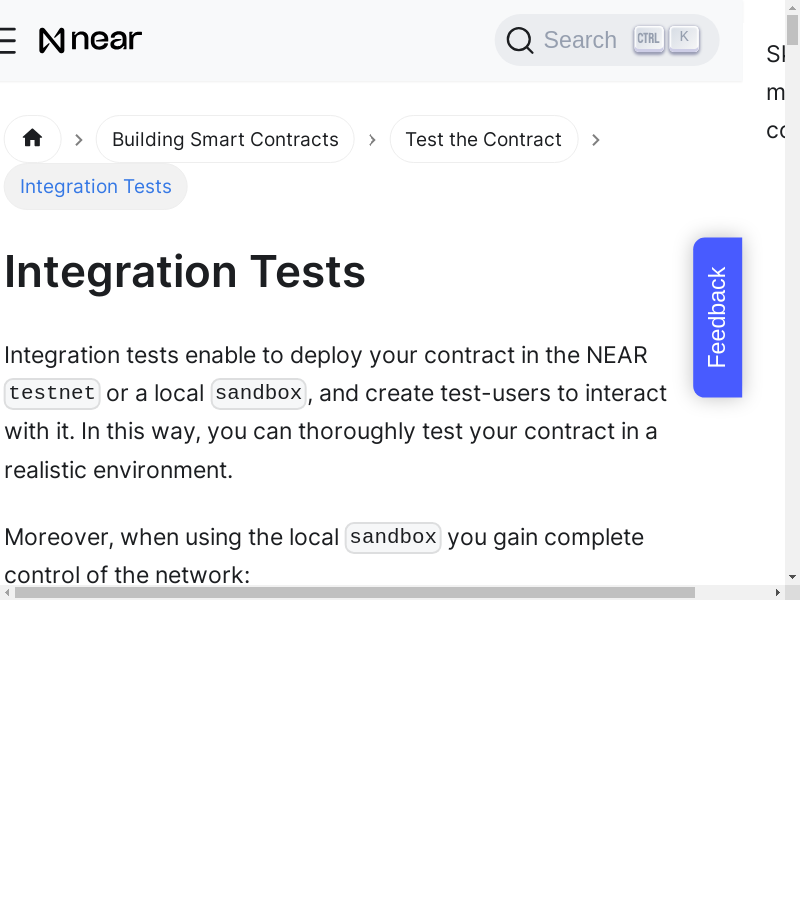 near
Search CTRL K
Building Smart Contracts
Test the Contract
Integration Tests
Integration Tests
Feedback
Integration tests enable to deploy your contract in the NEAR
testnet or a local sandbox, and create test-users to interact
with it. In this way, you can thoroughly test your contract in a
realistic environment.
Moreover, when using the local sandbox you gain complete
control of the network: